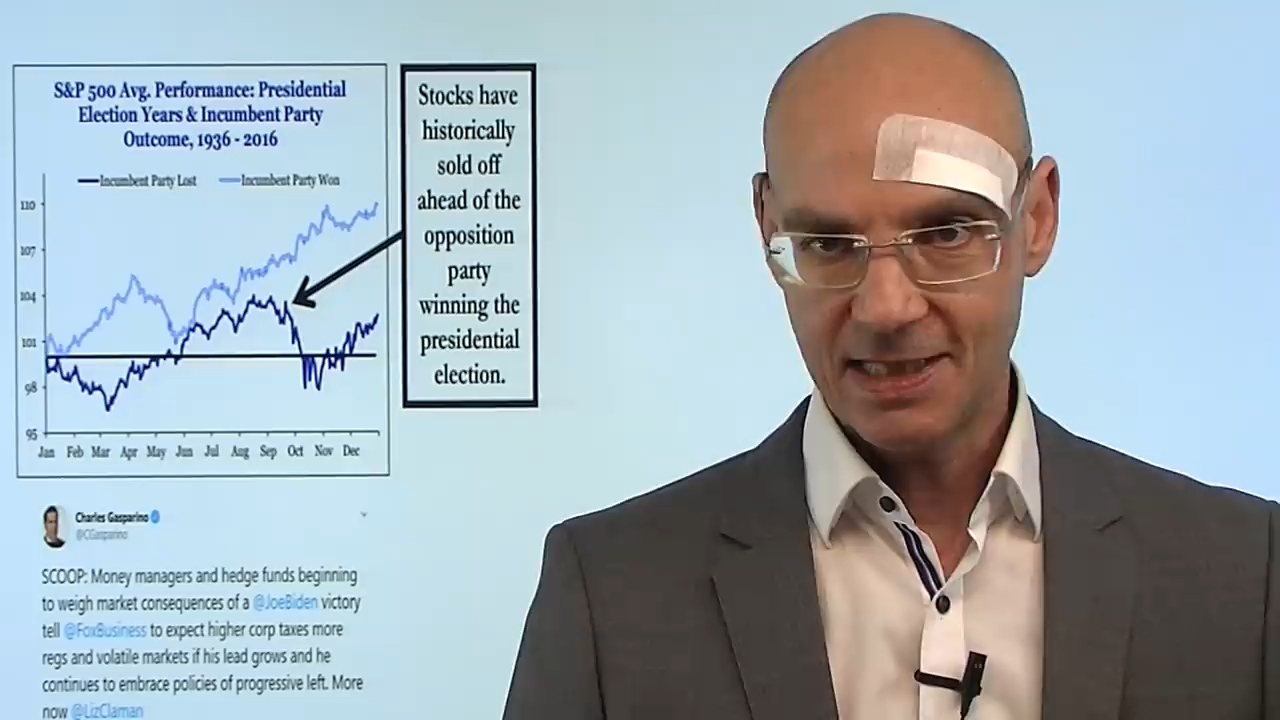 S&P 500 Avg. Performance: Presidential
Election Years & Incumbent Party
Outcome, 1936 - 2016
Incumbent Party Lost
Incumbent Party Won
110
107
104
101
98
95
Jan Feb Mar Apr May Jun Jul Aug Sep Oct Nov Dec
Stocks have
historically
sold off
ahead of the
opposition
party
winning the
presidential
election.
Charles Gasparino
@CGasparino
SCOOP: Money managers and hedge funds beginning
to weigh market consequences of a @JoeBiden victory
tell @FoxBusiness to expect higher corp taxes more
regs and volatile markets if his lead grows and he
continues to embrace policies of progressive left. More
now @LizClaman